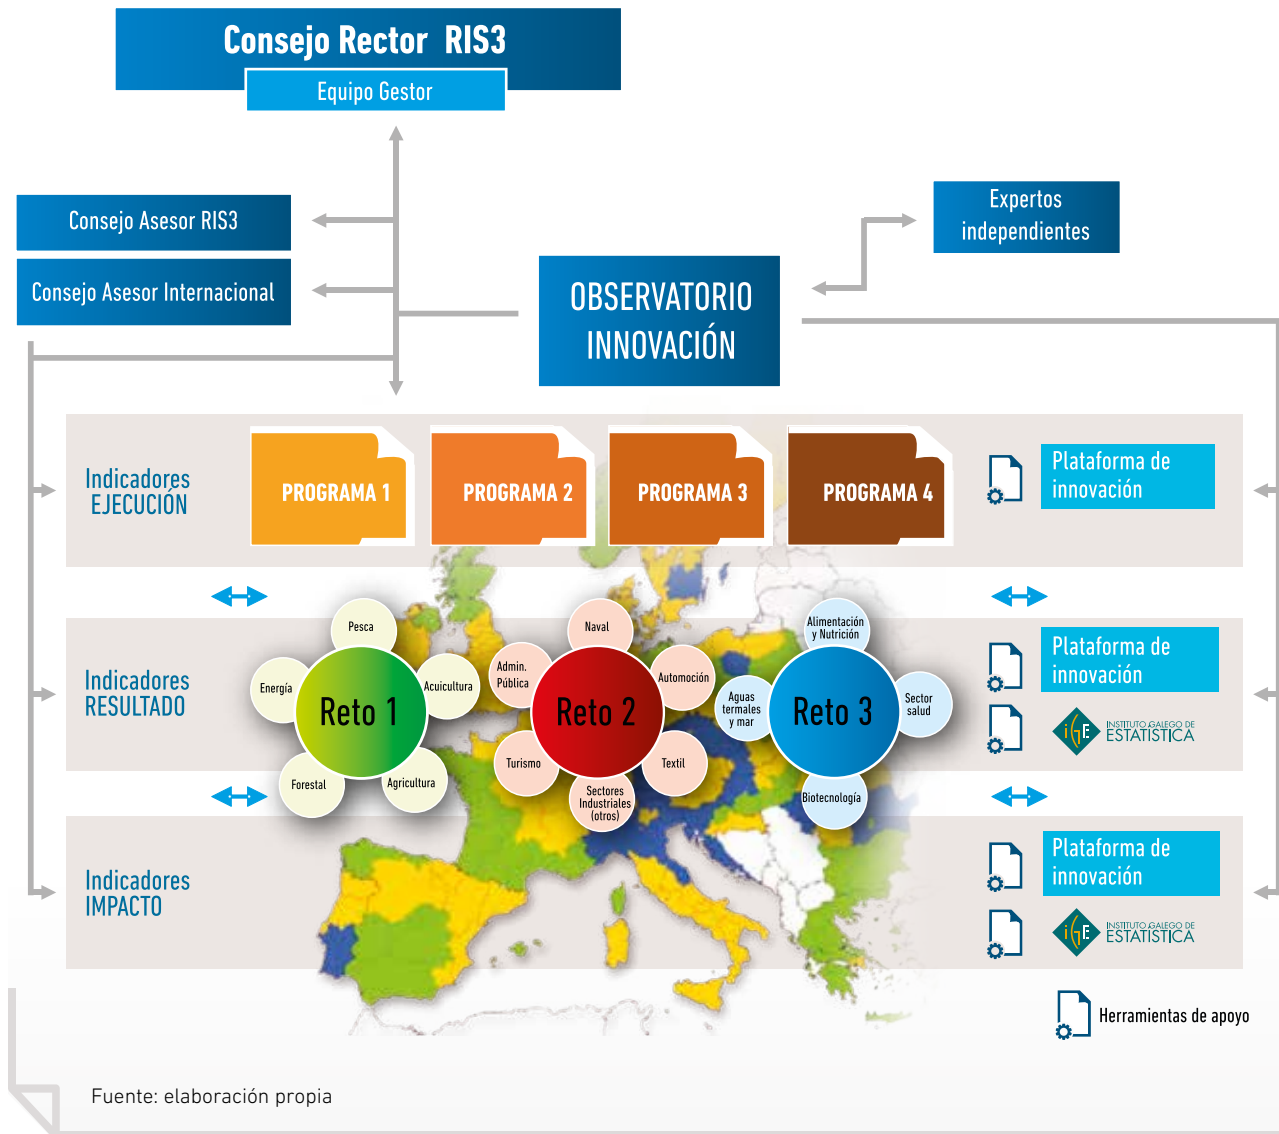 Consejo Rector RIS3
Equipo Gestor
Consejo Asesor RIS3
Consejo Asesor Internacional
Expertos
independientes
OBSERVATORIO
INNOVACIÓN
Indicadores
EJECUCIÓN
PROGRAMA 1
PROGRAMA 2
PROGRAMA 3
PROGRAMA 4
Plataforma de
innovación
Indicadores
RESULTADO
Pesca
Energía
Acuicultura
Reto 1
Forestal
Agricultura
Naval
Admin.
Pública
Automoción
Reto 2
Turismo
Textil
Sectores
Industriales
(otros)
Alimentación
y Nutrición
Aguas
termales
y mar
Sector
salud
Reto 3
Biotecnología
Plataforma de
innovación
iGE
INSTITUTO GALEGO DE
ESTATÍSTICA
Indicadores
IMPACTO
Plataforma de
innovación
iGE
INSTITUTO GALEGO DE
ESTATÍSTICA
Herramientas de apoyo
Fuente: elaboración propia